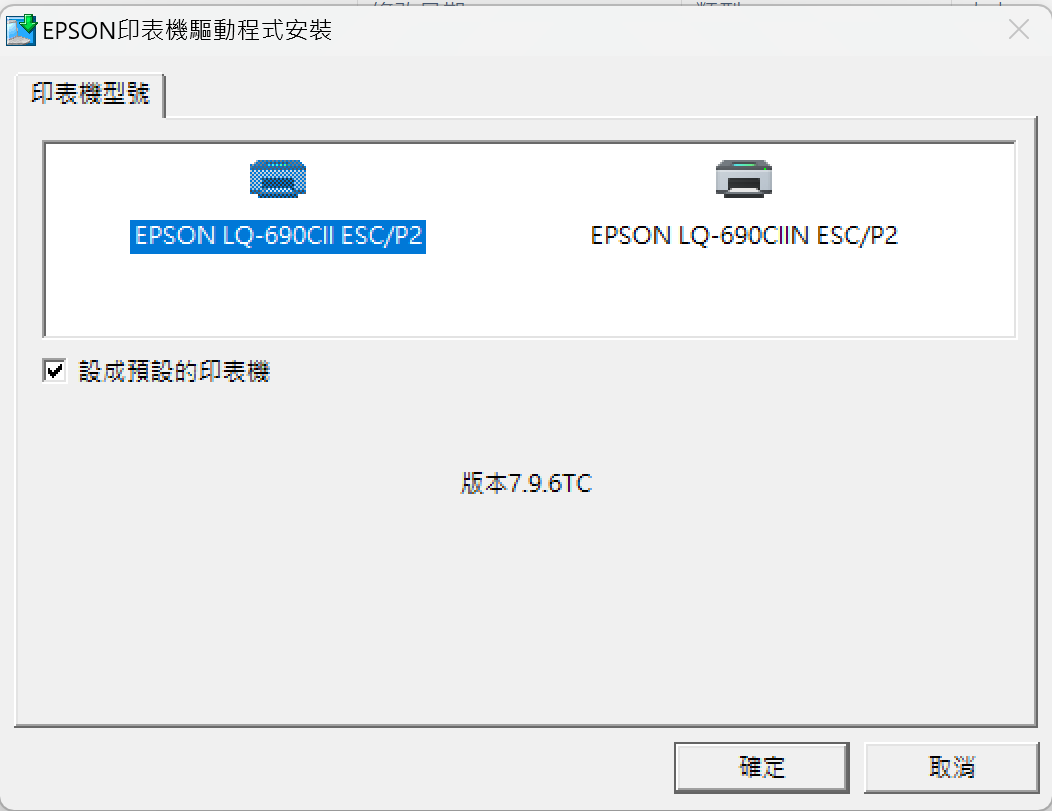 EPSON印表機驅動程式安裝
印表機型號
EPSON LQ-690CII ESC/P2
EPSON LQ-690CIIN ESC/P2
設成預設的印表機
版本7.9.6TC
確定
取消